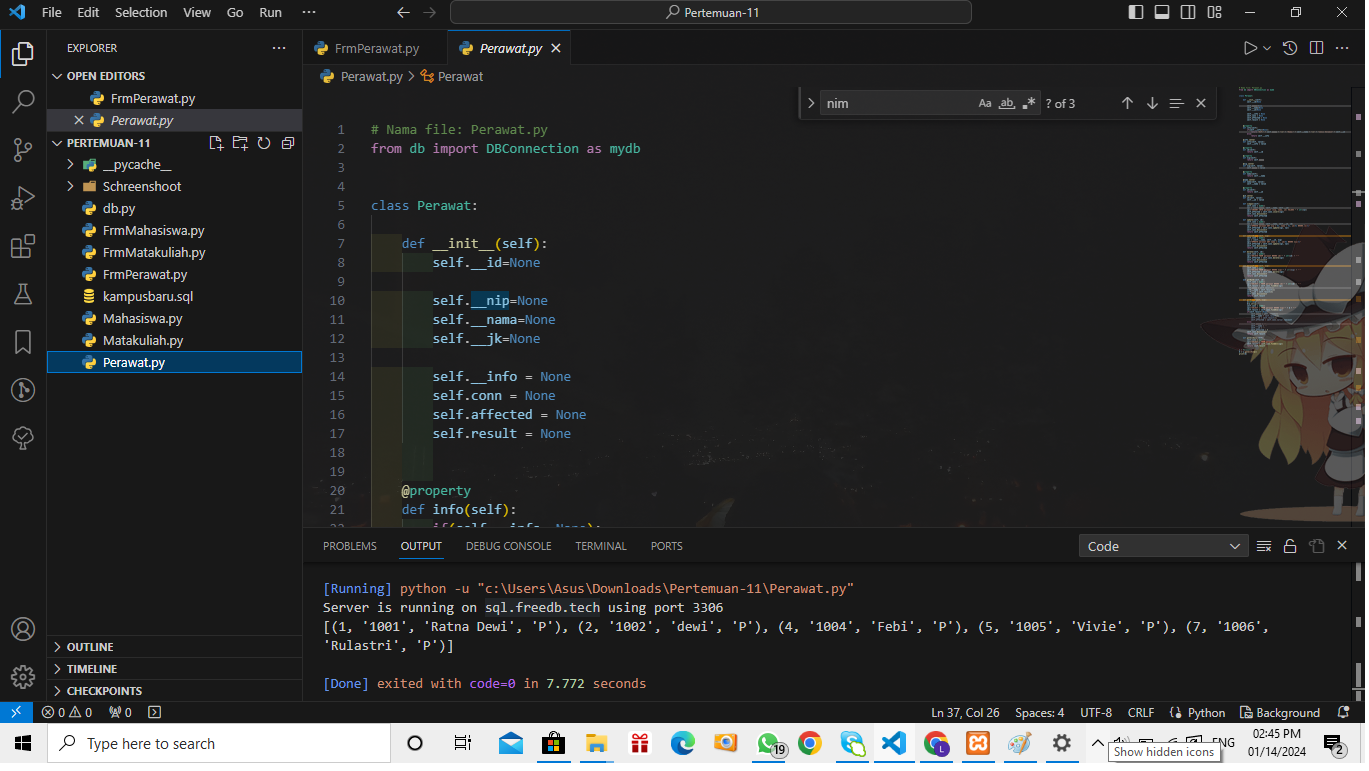 File Edit Selection View Go Run ··· Pertemuan-11
EXPLORER ···
OPEN EDITORS
FrmPerawat.py
Perawat.py
PERTEMUAN-11
__pycache__
Schreenshoot
db.py
FrmMahasiswa.py
FrmMatakuliah.py
FrmPerawat.py
kampusbaru.sql
Mahasiswa.py
Matakuliah.py
Perawat.py
OUTLINE
TIMELINE
CHECKPOINTS
FrmPerawat.py Perawat.py
Perawat.py > Perawat
nim Aa ab .* ? of 3
1 # Nama file: Perawat.py
2 from db import DBConnection as mydb
3
4
5 class Perawat:
6
7 def __init__(self):
8 self.__id=None
9
10 self.__nip=None
11 self.__nama=None
12 self.__jk=None
13
14 self.__info = None
15 self.conn = None
16 self.affected = None
17 self.result = None
18
19
20 @property
21 def info(self):
PROBLEMS OUTPUT DEBUG CONSOLE TERMINAL PORTS Code
[Running] python -u "c:\Users\Asus\Downloads\Pertemuan-11\Perawat.py"
Server is running on sql.freedb.tech using port 3306
[(1, '1001', 'Ratna Dewi', 'P'), (2, '1002', 'dewi', 'P'), (4, '1004', 'Febi', 'P'), (5, '1005', 'Vivie', 'P'), (7, '1006',
'Rulastri', 'P')]
[Done] exited with code=0 in 7.772 seconds
0 0 0 Ln 37, Col 26 Spaces: 4 UTF-8 CRLF Python Background
Type here to search 19 L ENG 02:45 PM
01/14/2024 2
Show hidden icons